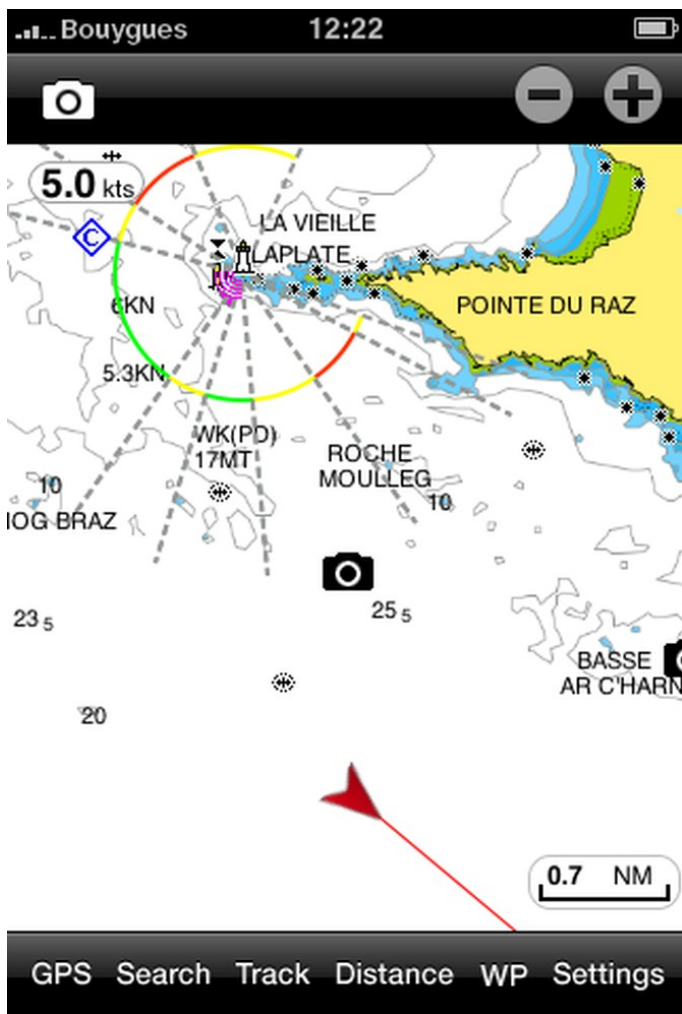 Bouygues 12:22
5.0 kts
C
LA VIEILLE
LAPLATE
6KN
POINTE DU RAZ
5.3KN
WK(PD)
17MT
ROCHE
MOULLEG
10
10
IOG BRAZ
23 5
25 5
BASSE
AR C'HARN
20
0.7 NM
GPS Search Track Distance WP Settings